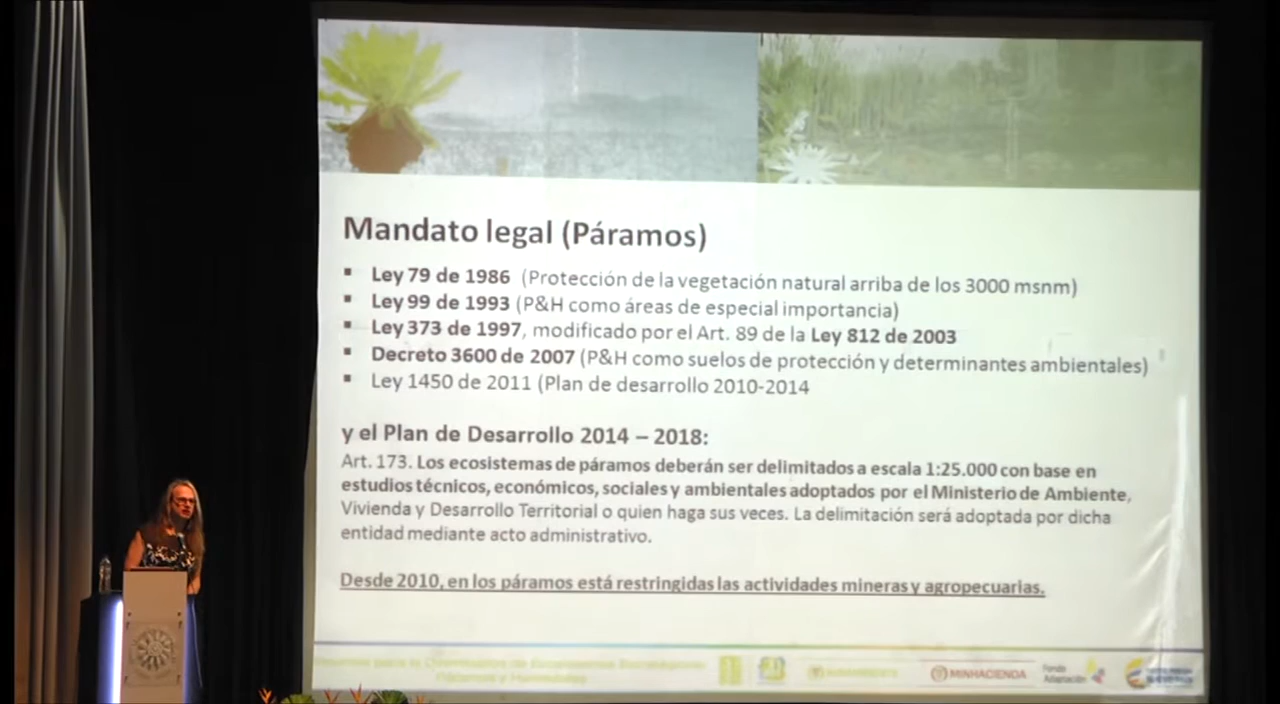 Mandato legal (Páramos)
▪ Ley 79 de 1986 (Protección de la vegetación natural arriba de los 3000 msnm)
▪ Ley 99 de 1993 (P&H como áreas de especial importancia)
▪ Ley 373 de 1997, modificado por el Art. 89 de la Ley 812 de 2003
▪ Decreto 3600 de 2007 (P&H como suelos de protección y determinantes ambientales)
▪ Ley 1450 de 2011 (Plan de desarrollo 2010-2014
y el Plan de Desarrollo 2014 – 2018:
Art. 173. Los ecosistemas de páramos deberán ser delimitados a escala 1:25.000 con base en
estudios técnicos, económicos, sociales y ambientales adoptados por el Ministerio de Ambiente,
Vivienda y Desarrollo Territorial o quien haga sus veces. La delimitación será adoptada por dicha
entidad mediante acto administrativo.
Desde 2010, en los páramos está restringidas las actividades mineras y agropecuarias.
MINHACIENDA
Fondo
Adaptación